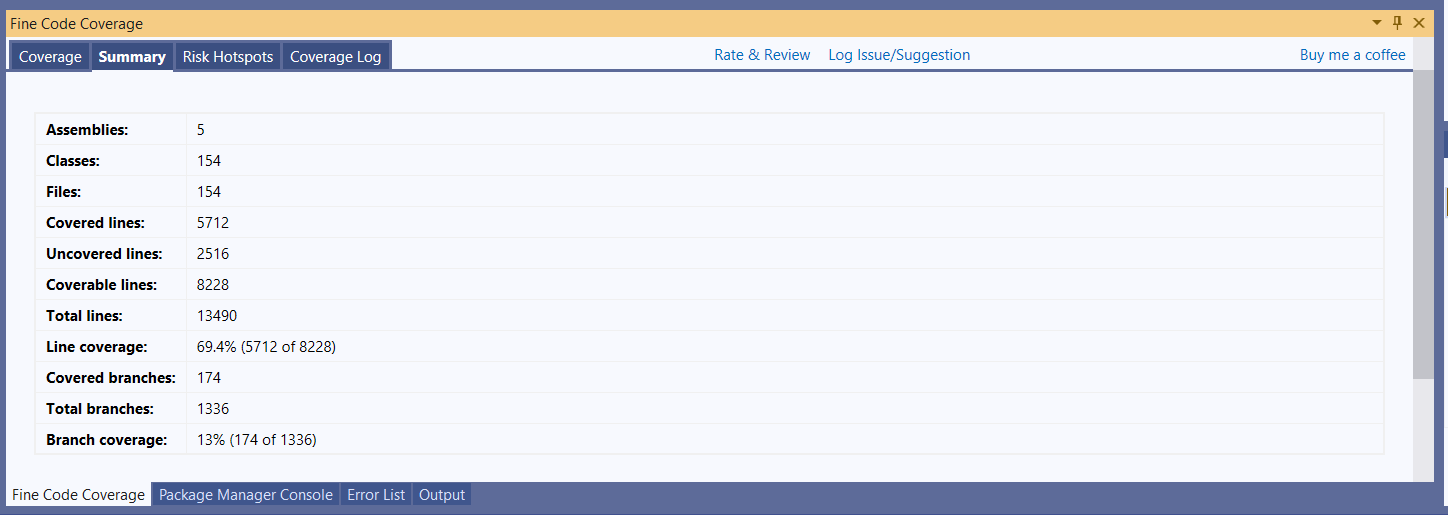 Fine Code Coverage
Coverage Summary Risk Hotspots Coverage Log Rate & Review Log Issue/Suggestion Buy me a coffee
Assemblies: 5
Classes: 154
Files: 154
Covered lines: 5712
Uncovered lines: 2516
Coverable lines: 8228
Total lines: 13490
Line coverage: 69.4% (5712 of 8228)
Covered branches: 174
Total branches: 1336
Branch coverage: 13% (174 of 1336)
Fine Code Coverage Package Manager Console Error List Output